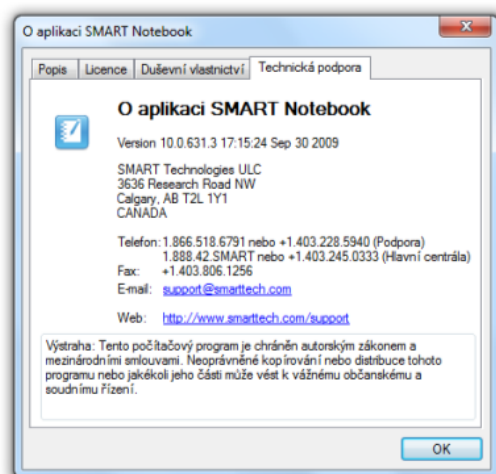 O aplikaci SMART Notebook
Popis Licence Duševní vlastnictví Technická podpora
O aplikaci SMART Notebook
Version 10.0.631.3 17:15:24 Sep 30 2009
SMART Technologies ULC
3636 Research Road NW
Calgary, AB T2L 1Y1
CANADA
Telefon: 1.866.518.6791 nebo +1.403.228.5940 (Podpora)
1.888.42.SMART nebo +1.403.245.0333 (Hlavní centrála)
Fax: +1.403.806.1256
E-mail: support@smarttech.com
Web: http://www.smarttech.com/support
Výstraha: Tento počítačový program je chráněn autorským zákonem a
mezinárodními smlouvami. Neoprávněné kopírování nebo distribuce tohoto
programu nebo jakékoli jeho části může vést k vážnému občanskému a
soudnímu řízení.
OK